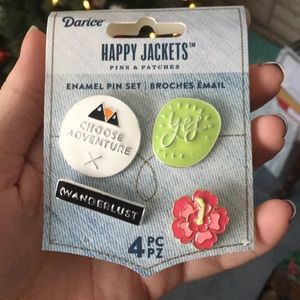 Darice
HAPPY JACKETS™
PINS & PATCHES
ENAMEL PIN SET | BROCHES ÉMAIL
CHOOSE
ADVENTURE
yes
WANDERLUST
4 PC
PZ